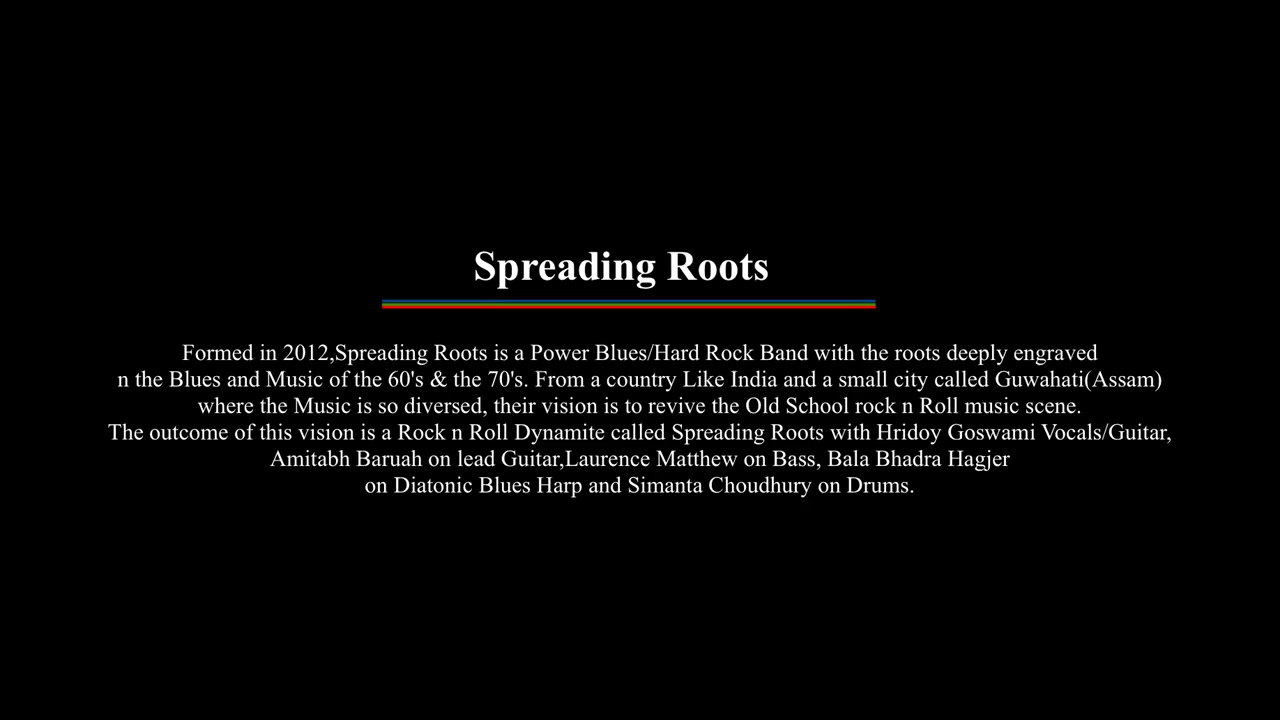 Spreading Roots
Formed in 2012,Spreading Roots is a Power Blues/Hard Rock Band with the roots deeply engraved
n the Blues and Music of the 60's & the 70's. From a country Like India and a small city called Guwahati(Assam)
where the Music is so diversed, their vision is to revive the Old School rock n Roll music scene.
The outcome of this vision is a Rock n Roll Dynamite called Spreading Roots with Hridoy Goswami Vocals/Guitar,
Amitabh Baruah on lead Guitar,Laurence Matthew on Bass, Bala Bhadra Hagjer
on Diatonic Blues Harp and Simanta Choudhury on Drums.